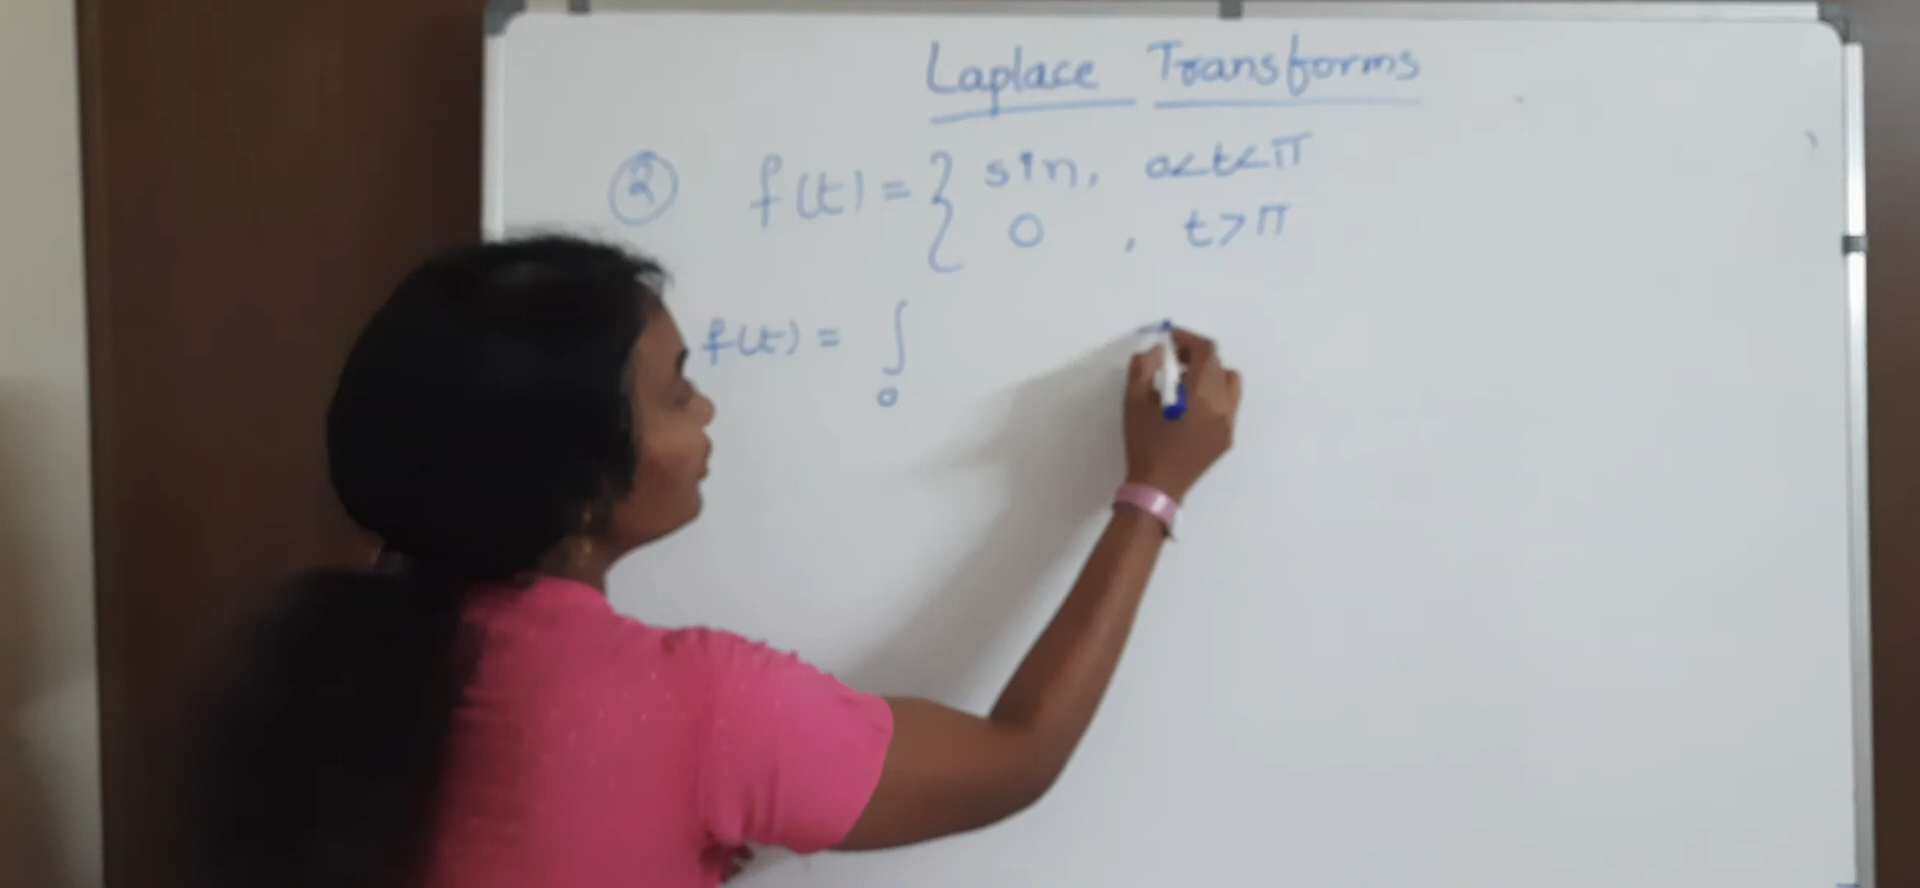 Laplace Transforms
② f(t) = { sin, 0<t<π
0 , t>π
f(t) = ∫
0